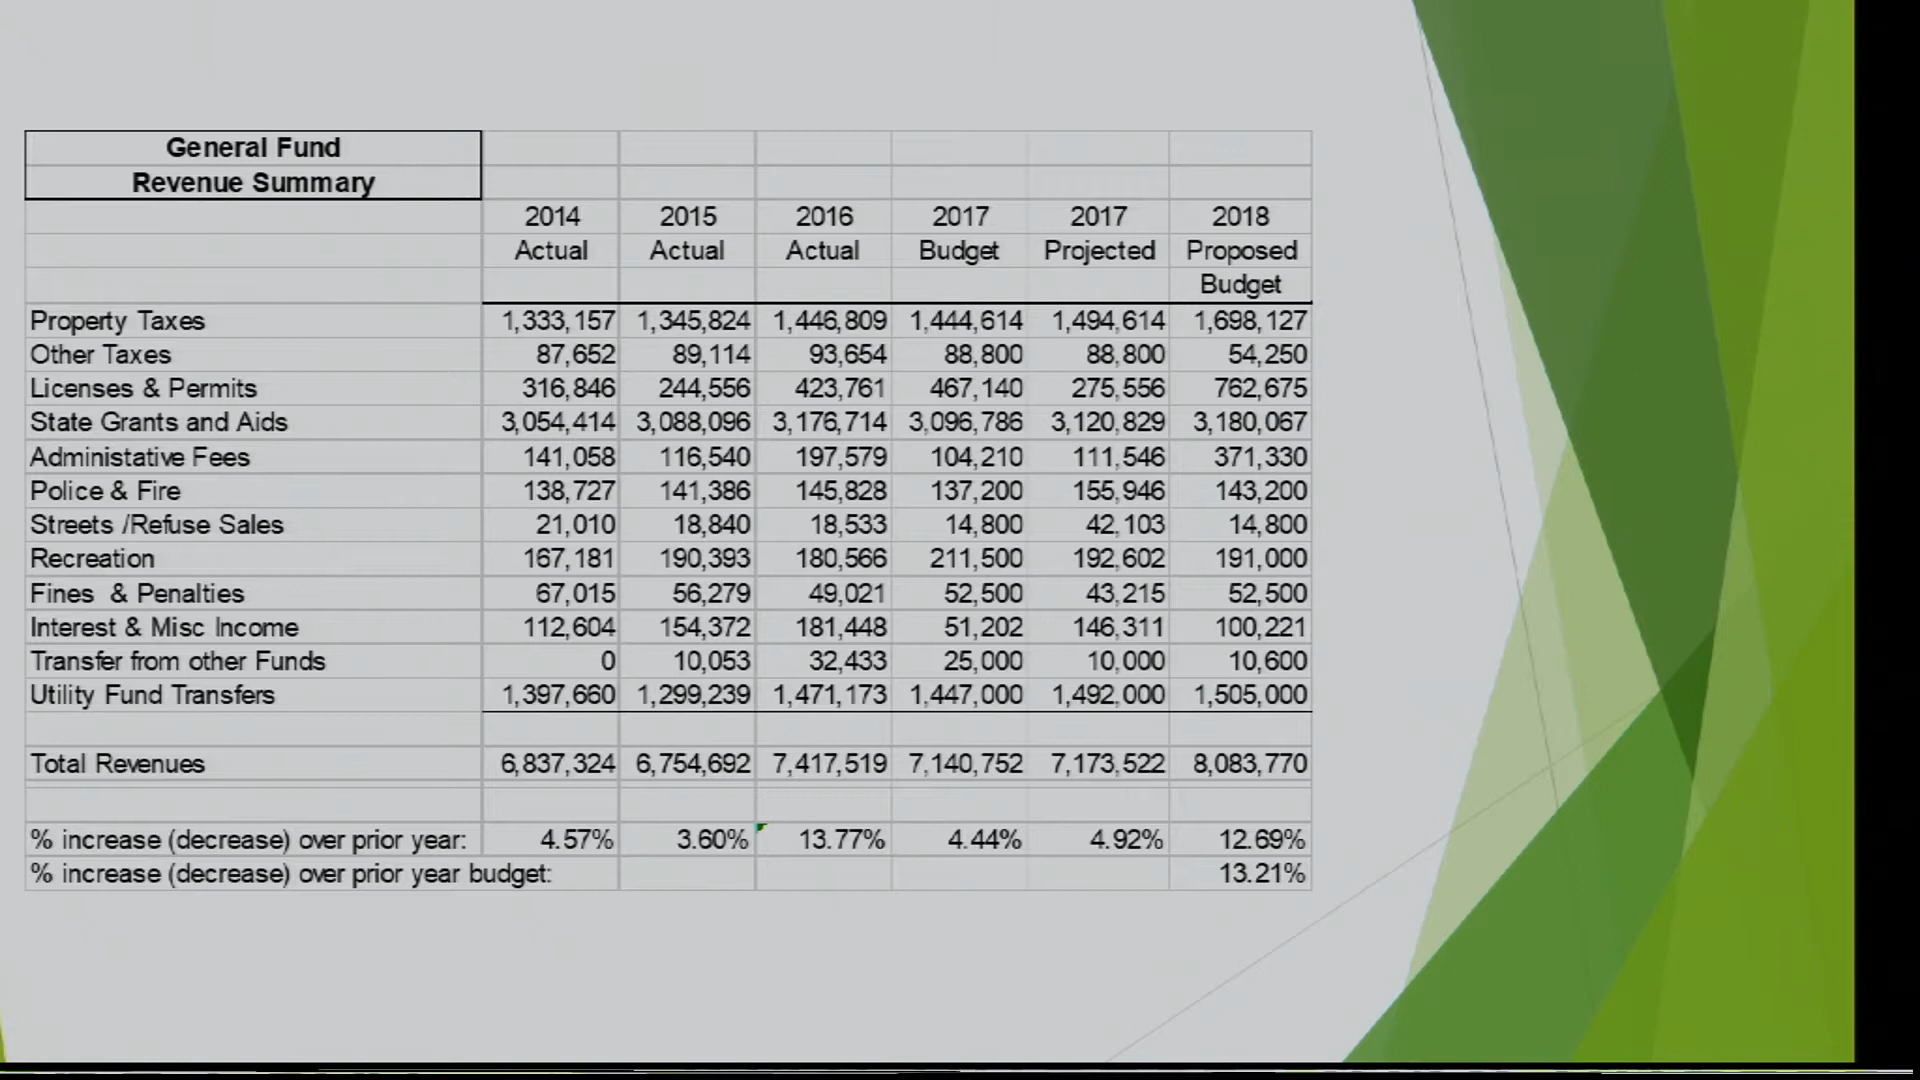 General Fund
Revenue Summary
2014 2015 2016 2017 2017 2018
Actual Actual Actual Budget Projected Proposed
Budget
Property Taxes 1,333,157 1,345,824 1,446,809 1,444,614 1,494,614 1,698,127
Other Taxes 87,652 89,114 93,654 88,800 88,800 54,250
Licenses & Permits 316,846 244,556 423,761 467,140 275,556 762,675
State Grants and Aids 3,054,414 3,088,096 3,176,714 3,096,786 3,120,829 3,180,067
Administative Fees 141,058 116,540 197,579 104,210 111,546 371,330
Police & Fire 138,727 141,386 145,828 137,200 155,946 143,200
Streets /Refuse Sales 21,010 18,840 18,533 14,800 42,103 14,800
Recreation 167,181 190,393 180,566 211,500 192,602 191,000
Fines & Penalties 67,015 56,279 49,021 52,500 43,215 52,500
Interest & Misc Income 112,604 154,372 181,448 51,202 146,311 100,221
Transfer from other Funds 0 10,053 32,433 25,000 10,000 10,600
Utility Fund Transfers 1,397,660 1,299,239 1,471,173 1,447,000 1,492,000 1,505,000
Total Revenues 6,837,324 6,754,692 7,417,519 7,140,752 7,173,522 8,083,770
% increase (decrease) over prior year: 4.57% 3.60% 13.77% 4.44% 4.92% 12.69%
% increase (decrease) over prior year budget: 13.21%